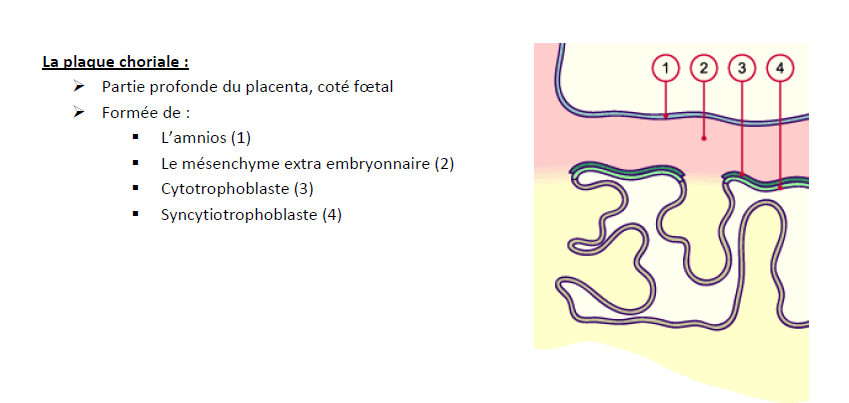 La plaque choriale :
➢ Partie profonde du placenta, coté fœtal
➢ Formée de :
▪ L’amnios (1)
▪ Le mésenchyme extra embryonnaire (2)
▪ Cytotrophoblaste (3)
▪ Syncytiotrophoblaste (4)
1 2 3 4